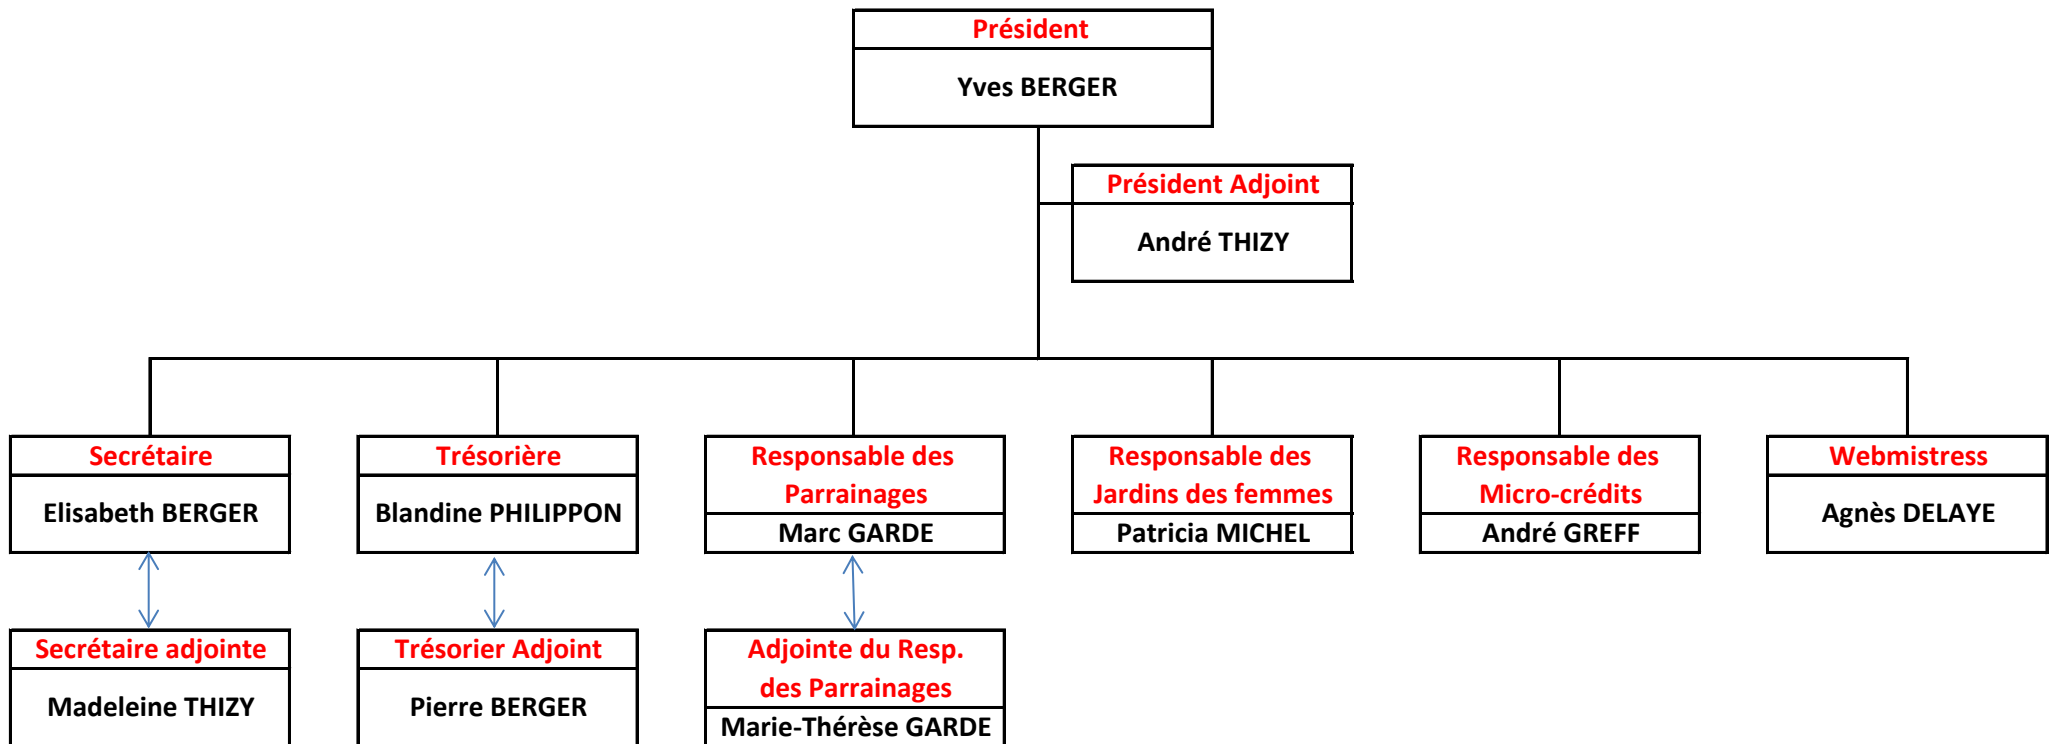 Président
Yves BERGER
Président Adjoint
André THIZY
Secrétaire
Elisabeth BERGER
Trésorière
Blandine PHILIPPON
Responsable des
Parrainages
Marc GARDE
Responsable des
Jardins des femmes
Patricia MICHEL
Responsable des
Micro-crédits
André GREFF
Webmistress
Agnès DELAYE
Secrétaire adjointe
Madeleine THIZY
Trésorier Adjoint
Pierre BERGER
Adjointe du Resp.
des Parrainages
Marie-Thérèse GARDE